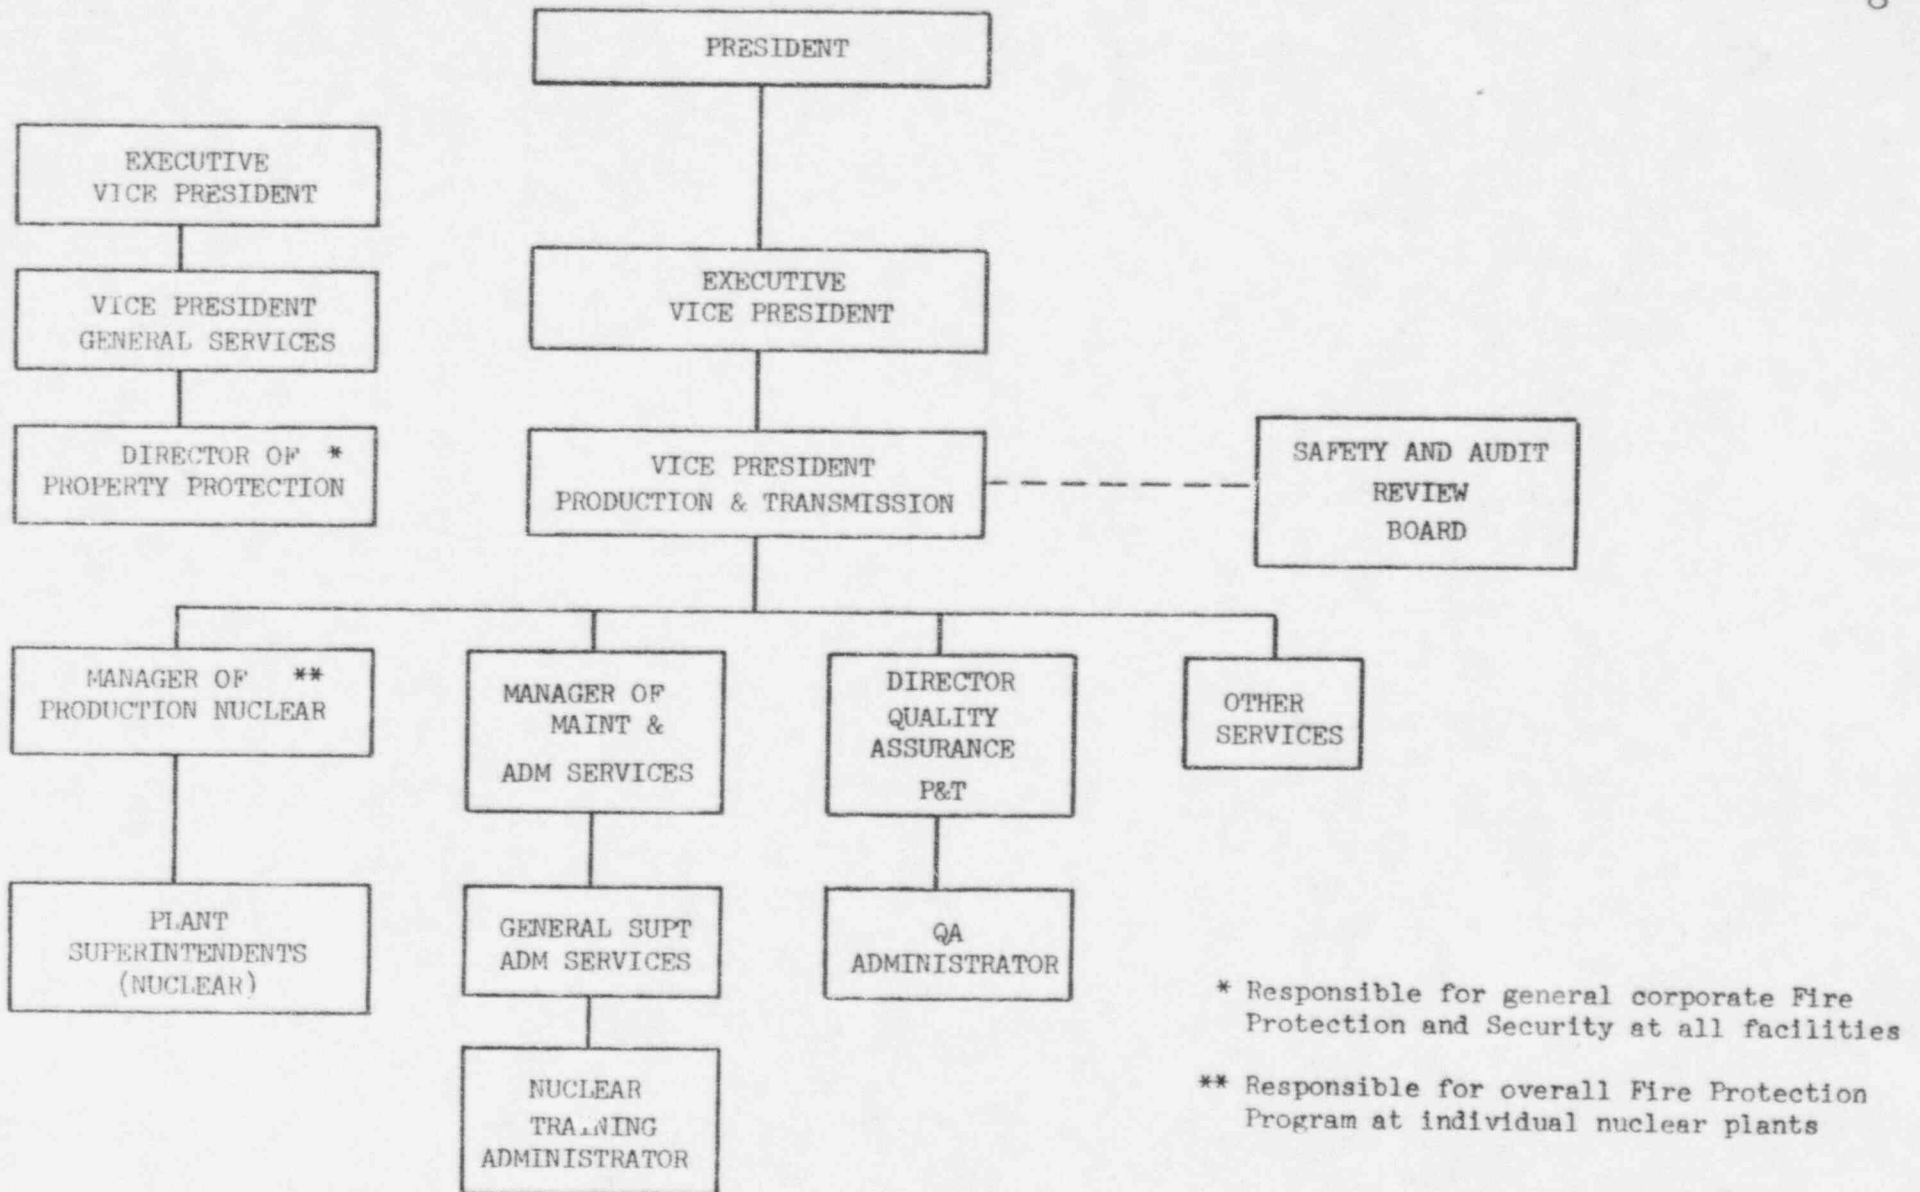 PRESIDENT
EXECUTIVE
VICE PRESIDENT
VICE PRESIDENT
GENERAL SERVICES
DIRECTOR OF *
PROPERTY PROTECTION
EXECUTIVE
VICE PRESIDENT
VICE PRESIDENT
PRODUCTION & TRANSMISSION
SAFETY AND AUDIT
REVIEW
BOARD
MANAGER OF **
PRODUCTION NUCLEAR
MANAGER OF
MAINT &
ADM SERVICES
DIRECTOR
QUALITY
ASSURANCE
P&T
OTHER
SERVICES
PLANT
SUPERINTENDENTS
(NUCLEAR)
GENERAL SUPT
ADM SERVICES
QA
ADMINISTRATOR
NUCLEAR
TRAINING
ADMINISTRATOR
* Responsible for general corporate Fire
Protection and Security at all facilities
** Responsible for overall Fire Protection
Program at individual nuclear plants